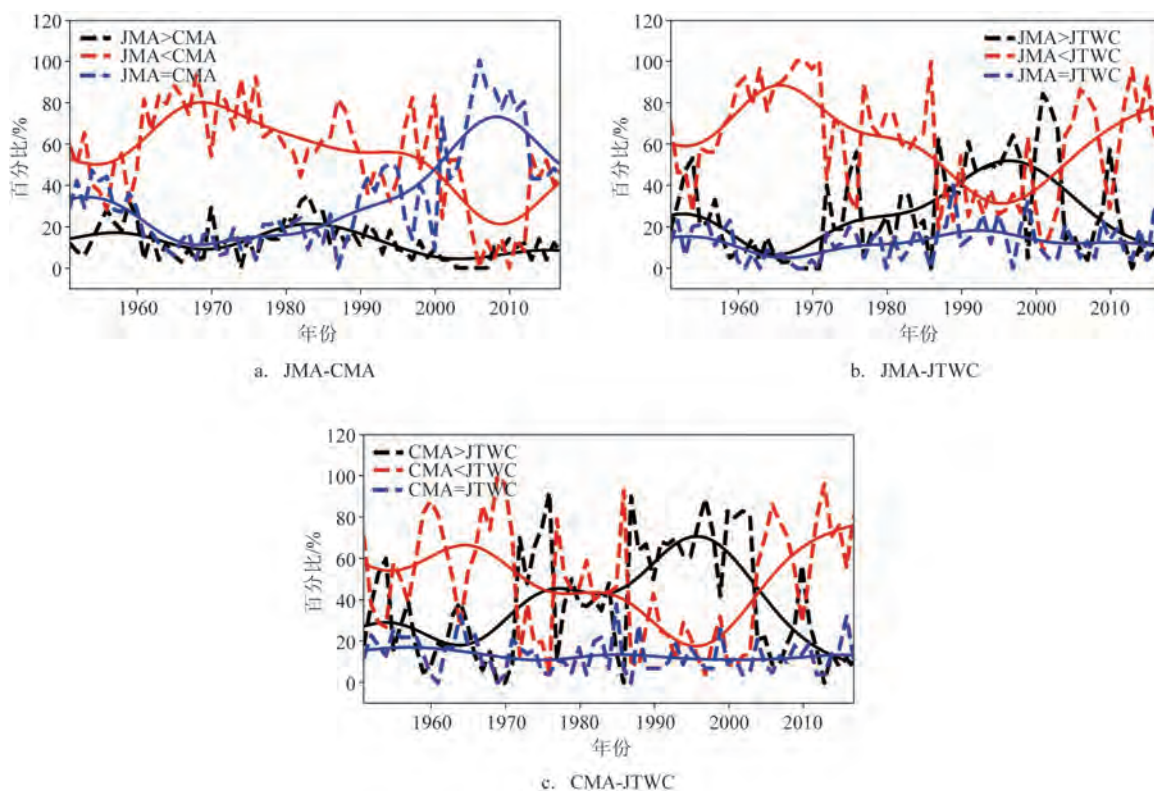 120
100
80
60
40
20
0
百分比/%
JMA>CMA
JMA<CMA
JMA=CMA
1960 1970 1980 1990 2000 2010
年份
a. JMA-CMA
120
100
80
60
40
20
0
百分比/%
JMA>JTWC
JMA<JTWC
JMA=JTWC
1960 1970 1980 1990 2000 2010
年份
b. JMA-JTWC
120
100
80
60
40
20
0
百分比/%
CMA>JTWC
CMA<JTWC
CMA=JTWC
1960 1970 1980 1990 2000 2010
年份
c. CMA-JTWC